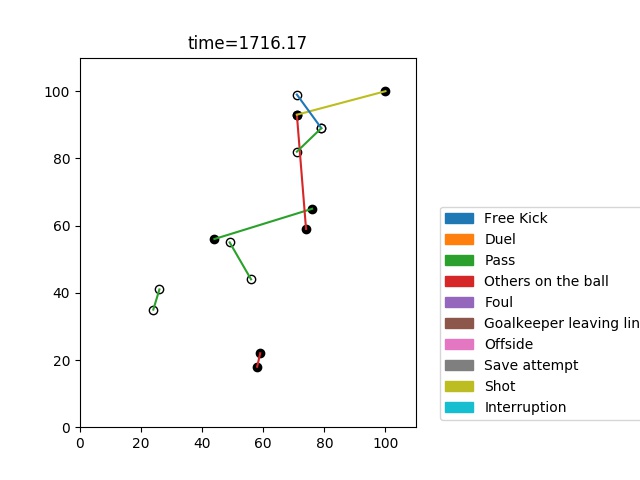 time=1716.17
100
80
60
40
20
0
0 20 40 60 80 100
Free Kick
Duel
Pass
Others on the ball
Foul
Goalkeeper leaving lin
Offside
Save attempt
Shot
Interruption